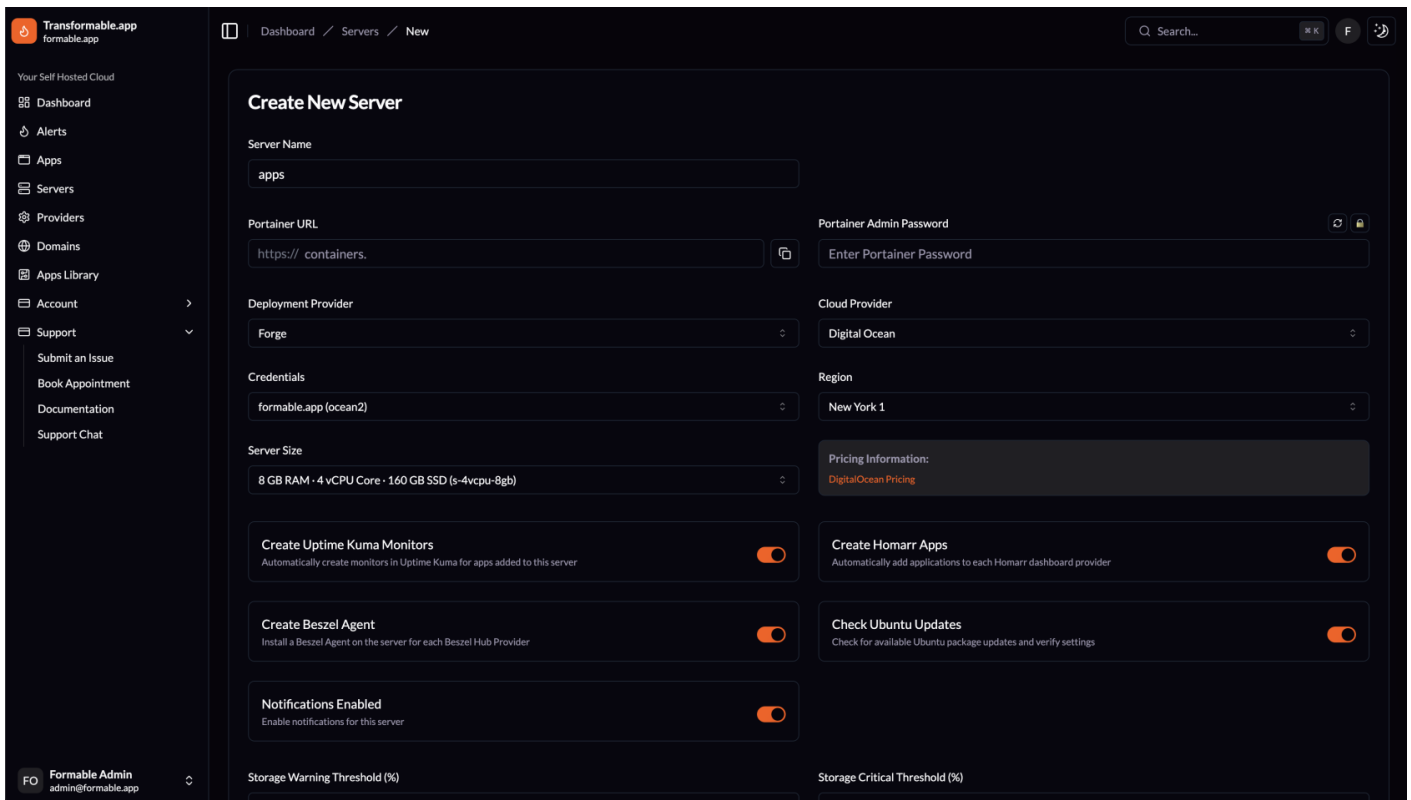 Transformable.app
formable.app
Your Self Hosted Cloud
Dashboard
Alerts
Apps
Servers
Providers
Domains
Apps Library
Account
Support
Submit an Issue
Book Appointment
Documentation
Support Chat
FO
Formable Admin
admin@formable.app
Dashboard / Servers / New
Search...
⌘ K
F
Create New Server
Server Name
apps
Portainer URL
https:// containers.
Portainer Admin Password
Enter Portainer Password
Deployment Provider
Forge
Cloud Provider
Digital Ocean
Credentials
formable.app (ocean2)
Region
New York 1
Server Size
8 GB RAM · 4 vCPU Core · 160 GB SSD (s-4vcpu-8gb)
Pricing Information:
DigitalOcean Pricing
Create Uptime Kuma Monitors
Automatically create monitors in Uptime Kuma for apps added to this server
Create Homarr Apps
Automatically add applications to each Homarr dashboard provider
Create Beszel Agent
Install a Beszel Agent on the server for each Beszel Hub Provider
Check Ubuntu Updates
Check for available Ubuntu package updates and verify settings
Notifications Enabled
Enable notifications for this server
Storage Warning Threshold (%)
Storage Critical Threshold (%)